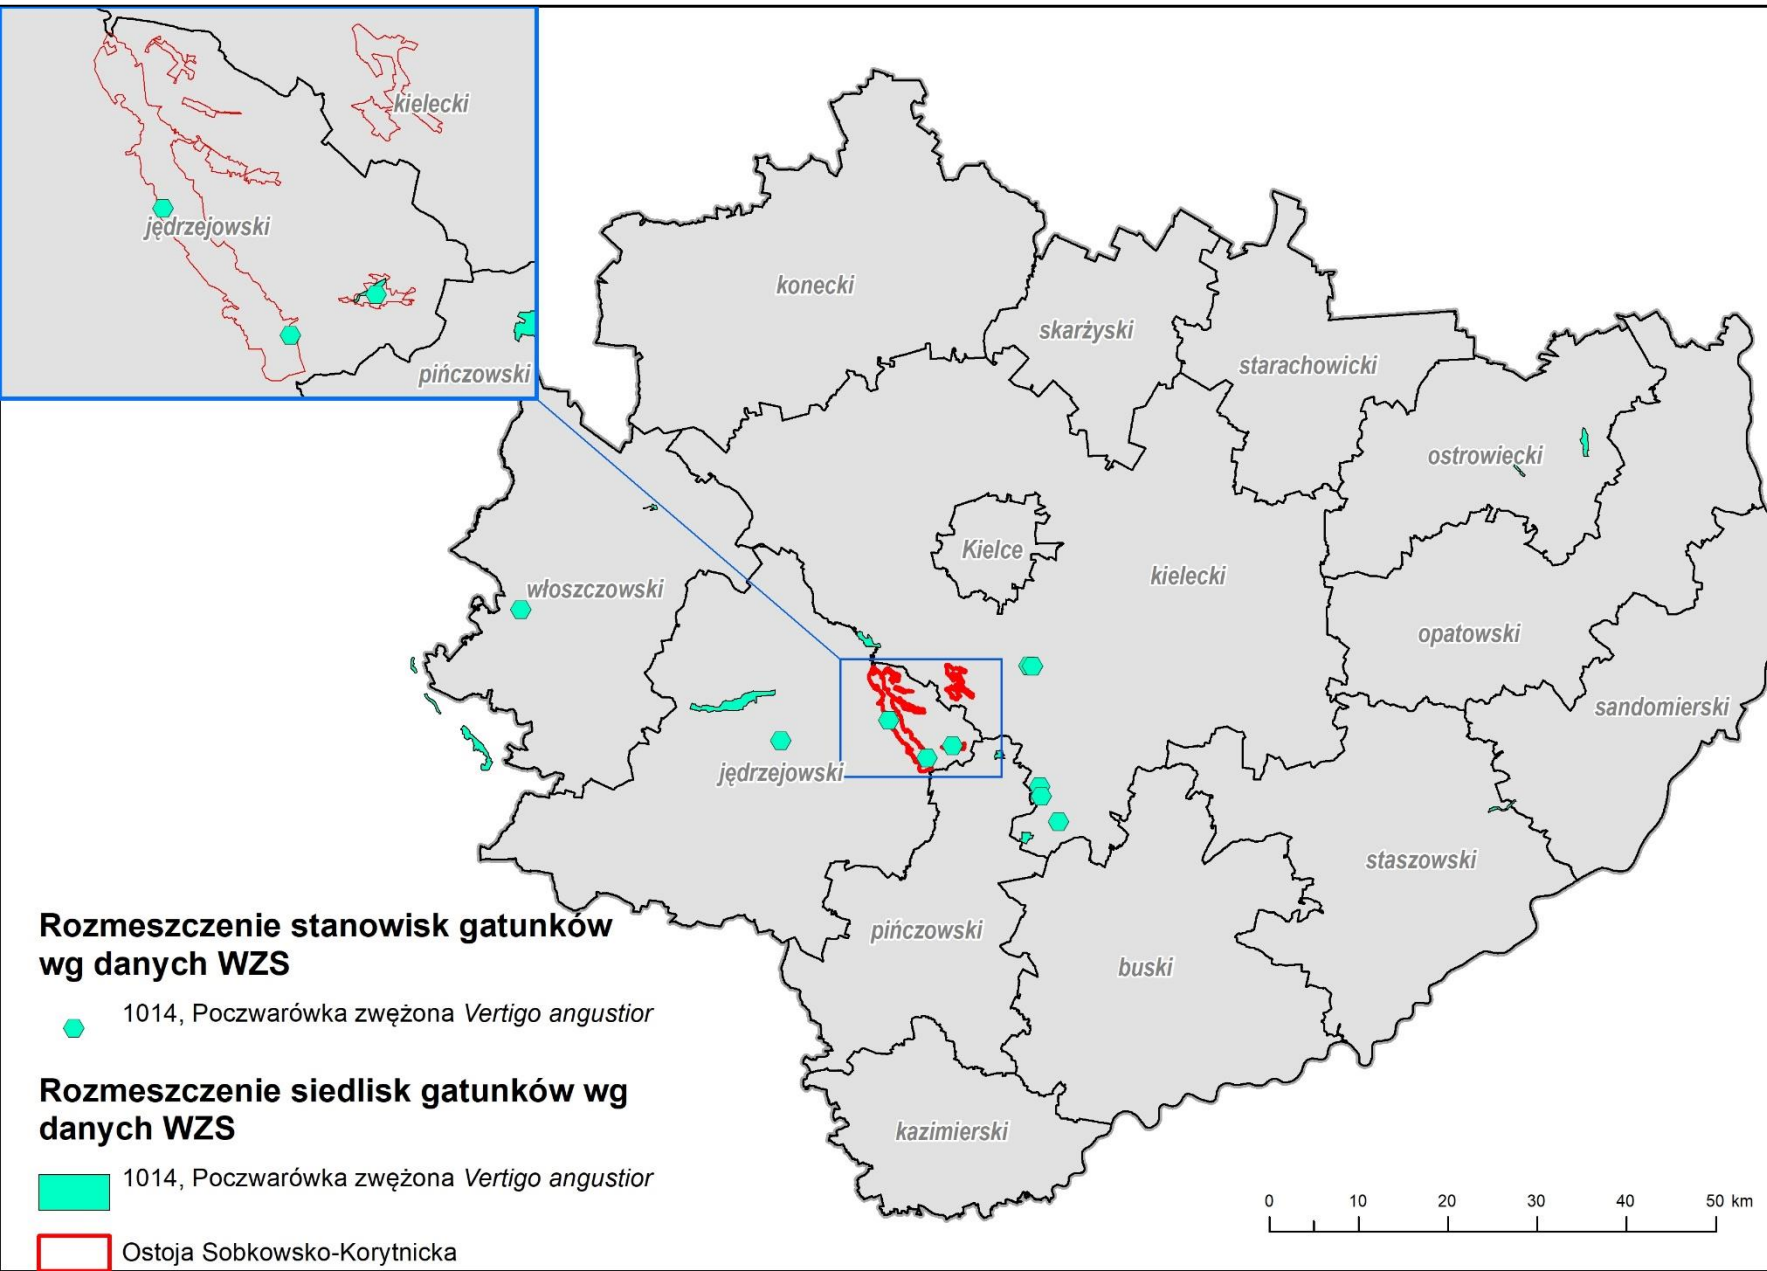 kielecki
jędrzejowski
pińczowski
konecki
skarżyski
starachowicki
ostrowiecki
Kielce
kielecki
włoszczowski
opatowski
sandomierski
jędrzejowski
staszowski
pińczowski
buski
kazimierski
Rozmeszczenie stanowisk gatunków
wg danych WZS
1014, Poczwarówka zwężona Vertigo angustior
Rozmeszczenie siedlisk gatunków wg
danych WZS
1014, Poczwarówka zwężona Vertigo angustior
Ostoja Sobkowsko-Korytnicka
0 10 20 30 40 50 km